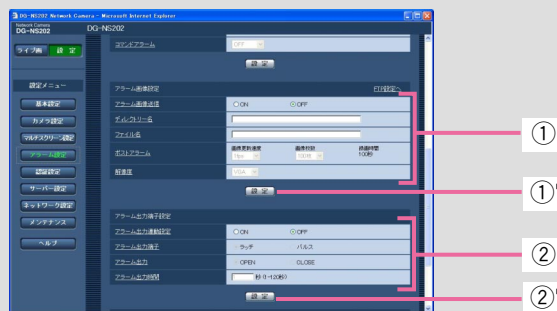 DG-NS202 Network Camera - Microsoft Internet Explorer
Network Camera
DG-NS202
DG-NS202
ライブ画 設定
コマンドアラーム OFF
設定
設定メニュー
基本設定
カメラ設定
マルチスクリーン設定
アラーム設定
認証設定
サーバー設定
ネットワーク設定
メンテナンス
ヘルプ
アラーム画像設定 FTP設定へ
アラーム画像送信 ON OFF
ディレクトリー名
ファイル名
ポストアラーム 画像更新速度 1fps 画像枚数 100枚 録画時間 100秒
解像度 VGA
設定
アラーム出力端子設定
アラーム出力連動設定 ON OFF
アラーム出力端子 ラッチ パルス
アラーム出力 OPEN CLOSE
アラーム出力時間 秒(1-120秒)
設定
①
①'
②
②'